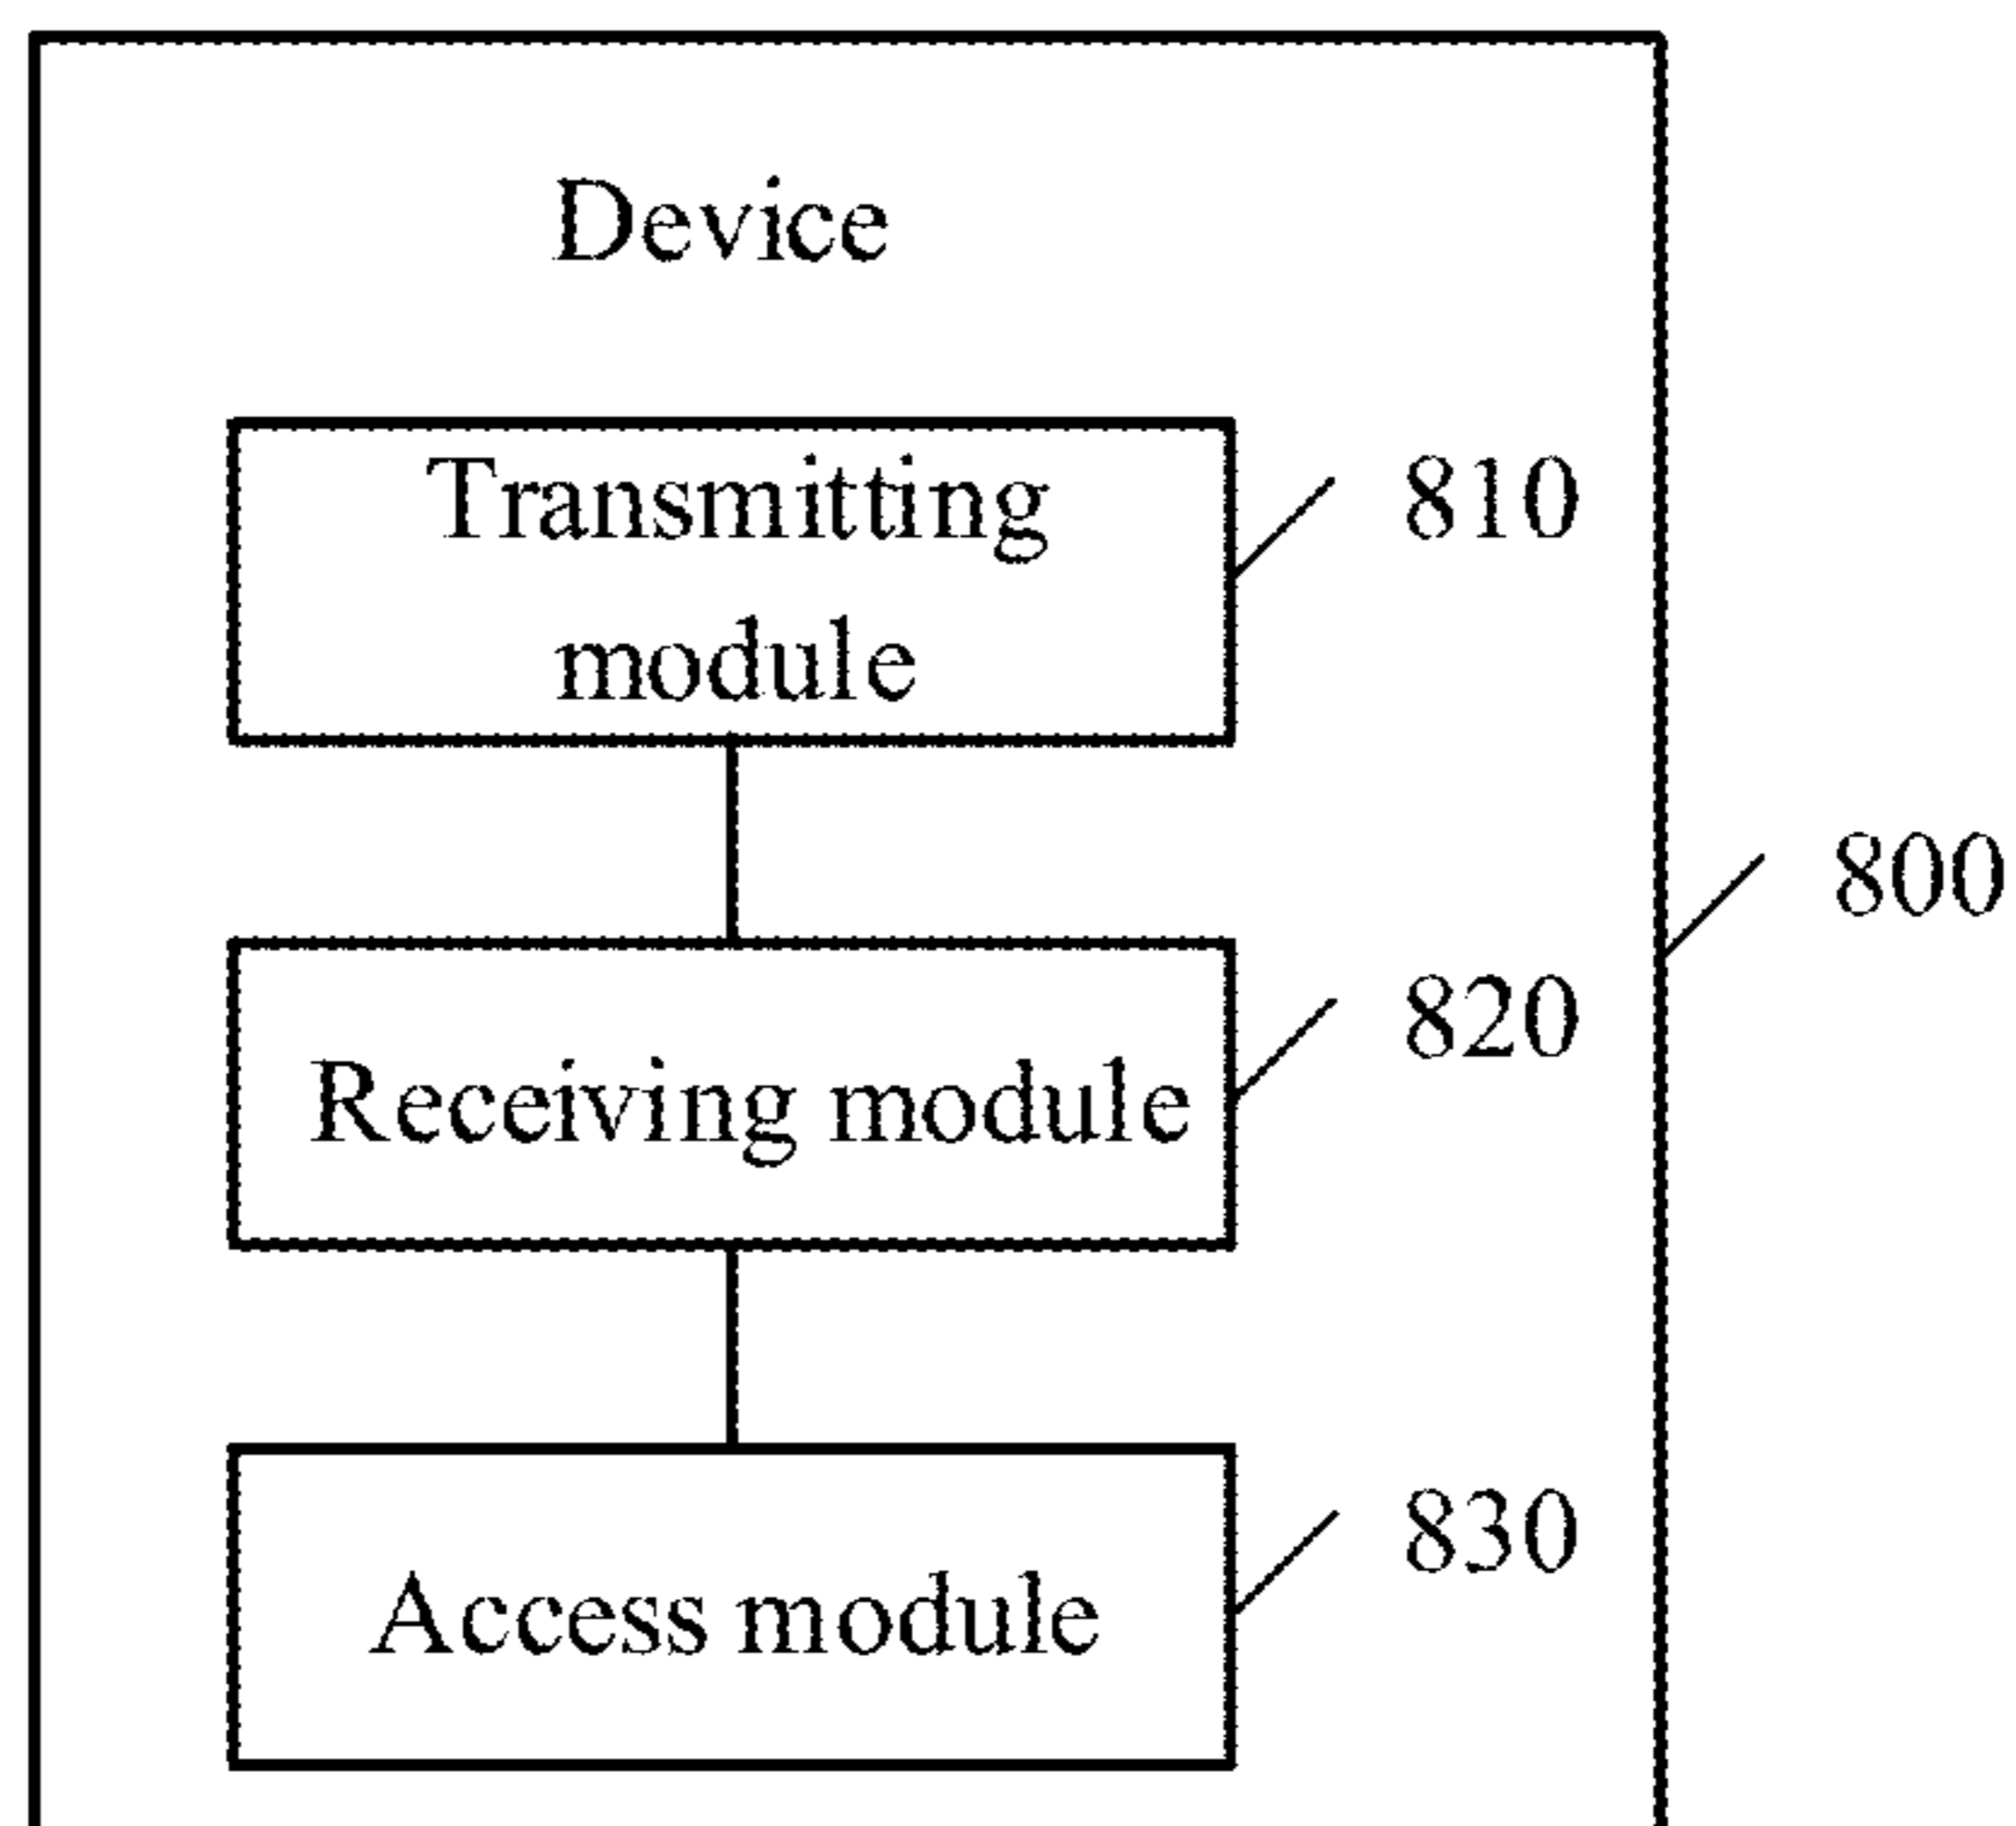 Device
Transmitting
module
810
800
Receiving module
820
Access module
830